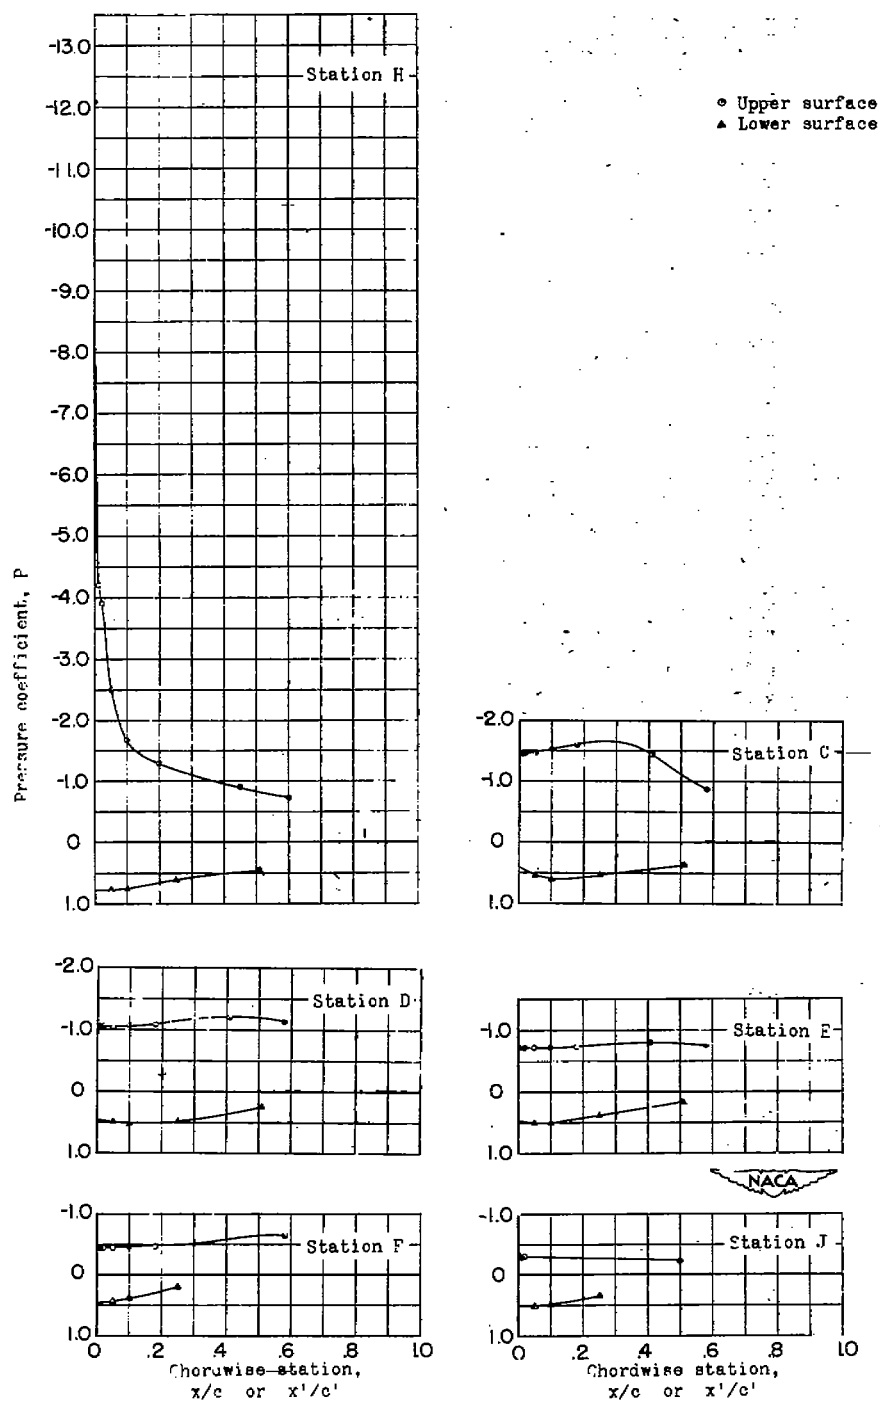 -13.0
Station H
-12.0
Upper surface
Lower surface
-11.0
-10.0
-9.0
-8.0
-7.0
-6.0
-5.0
-4.0
-3.0
-2.0
-1.0
0
1.0
Pressure coefficient, P
-2.0
Station C
-1.0
0
1.0
-2.0
Station D
-1.0
0
1.0
-1.0
Station E
0
1.0
NACA
-1.0
Station F
0
1.0
0 .2 .4 .6 .8 1.0
Chordwise station,
x/c or x'/c'
-1.0
Station J
0
1.0
0 .2 .4 .6 .8 1.0
Chordwise station,
x/c or x'/c'